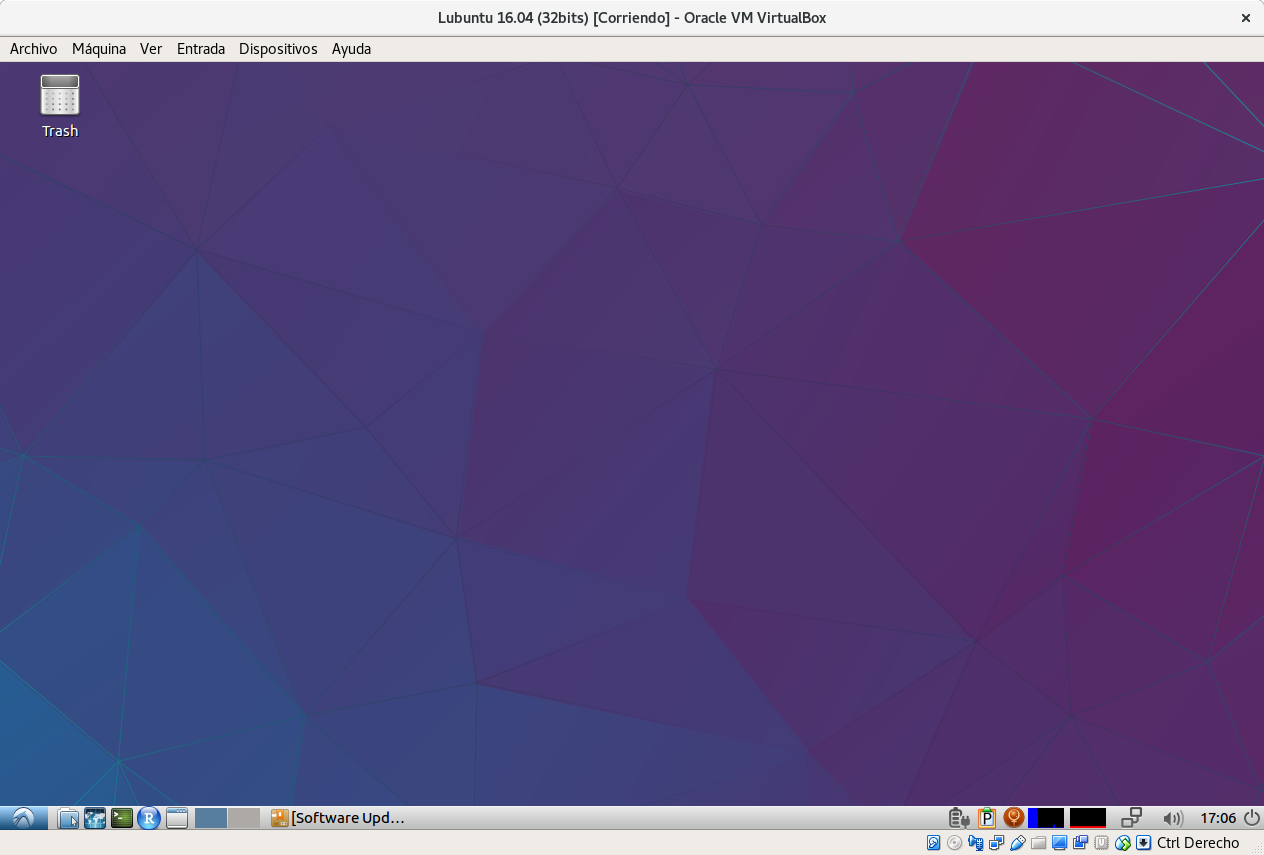 Lubuntu 16.04 (32bits) [Corriendo] - Oracle VM VirtualBox
Archivo Máquina Ver Entrada Dispositivos Ayuda
Trash
R
[Software Upd...
P
17:06
Ctrl Derecho